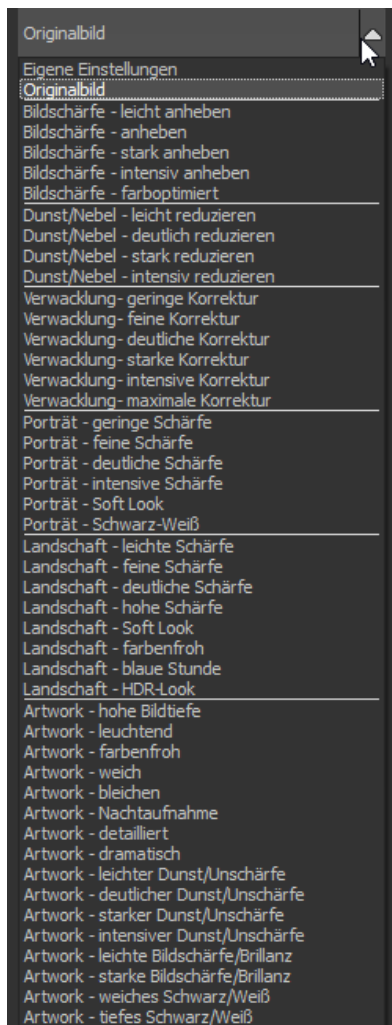 Originalbild
Eigene Einstellungen
Originalbild
Bildschärfe - leicht anheben
Bildschärfe - anheben
Bildschärfe - stark anheben
Bildschärfe - intensiv anheben
Bildschärfe - farboptimiert
Dunst/Nebel - leicht reduzieren
Dunst/Nebel - deutlich reduzieren
Dunst/Nebel - stark reduzieren
Dunst/Nebel - intensiv reduzieren
Verwacklung- geringe Korrektur
Verwacklung- feine Korrektur
Verwacklung- deutliche Korrektur
Verwacklung- starke Korrektur
Verwacklung- intensive Korrektur
Verwacklung- maximale Korrektur
Porträt - geringe Schärfe
Porträt - feine Schärfe
Porträt - deutliche Schärfe
Porträt - intensive Schärfe
Porträt - Soft Look
Porträt - Schwarz-Weiß
Landschaft - leichte Schärfe
Landschaft - feine Schärfe
Landschaft - deutliche Schärfe
Landschaft - hohe Schärfe
Landschaft - Soft Look
Landschaft - farbenfroh
Landschaft - blaue Stunde
Landschaft - HDR-Look
Artwork - hohe Bildtiefe
Artwork - leuchtend
Artwork - farbenfroh
Artwork - weich
Artwork - bleichen
Artwork - Nachtaufnahme
Artwork - detailliert
Artwork - dramatisch
Artwork - leichter Dunst/Unschärfe
Artwork - deutlicher Dunst/Unschärfe
Artwork - starker Dunst/Unschärfe
Artwork - intensiver Dunst/Unschärfe
Artwork - leichte Bildschärfe/Brillanz
Artwork - starke Bildschärfe/Brillanz
Artwork - weiches Schwarz/Weiß
Artwork - tiefes Schwarz/Weiß